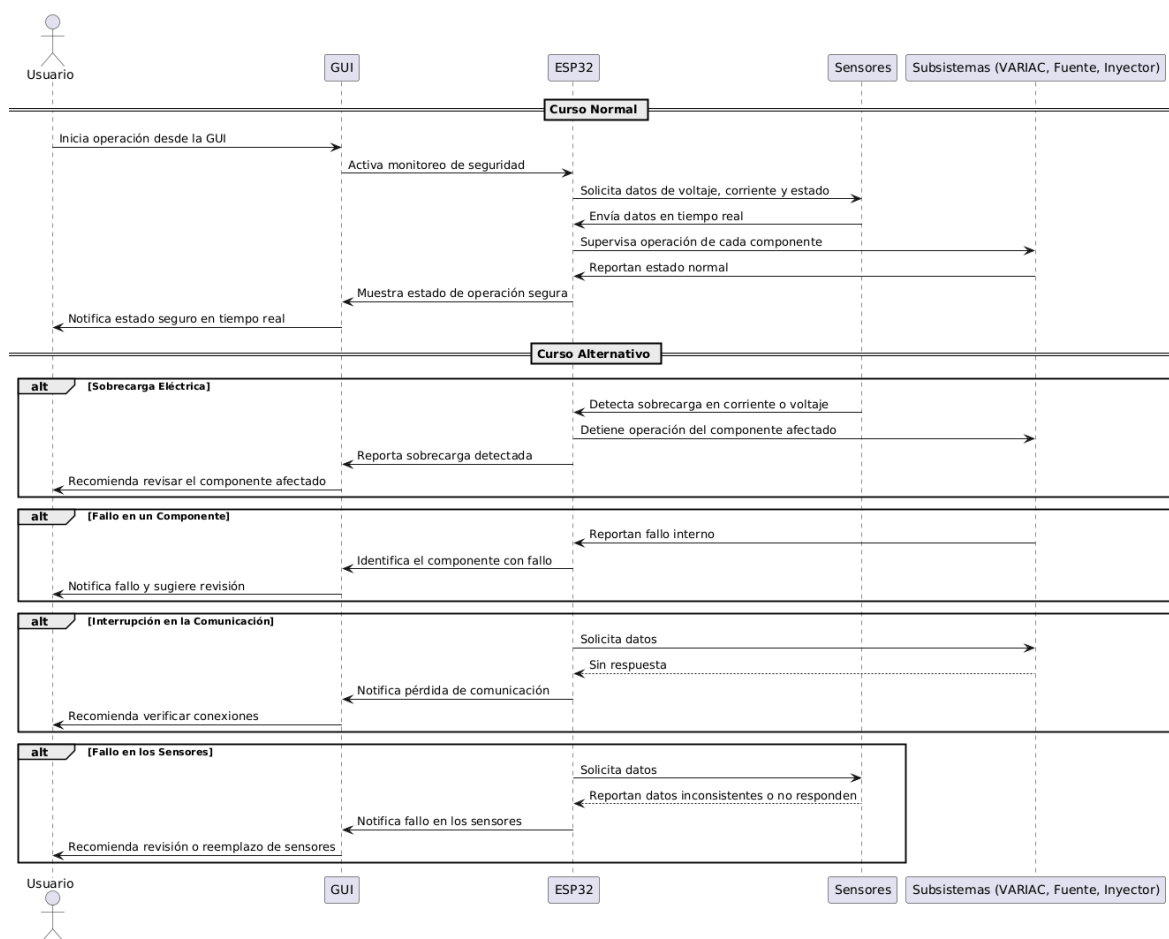 Usuario
GUI
ESP32
Sensores
Subsistemas (VARIAC, Fuente, Inyector)
Curso Normal
Inicia operación desde la GUI
Activa monitoreo de seguridad
Solicita datos de voltaje, corriente y estado
Envía datos en tiempo real
Supervisa operación de cada componente
Reportan estado normal
Muestra estado de operación segura
Notifica estado seguro en tiempo real
Curso Alternativo
alt [Sobrecarga Eléctrica]
Detecta sobrecarga en corriente o voltaje
Detiene operación del componente afectado
Reporta sobrecarga detectada
Recomienda revisar el componente afectado
alt [Fallo en un Componente]
Reportan fallo interno
Identifica el componente con fallo
Notifica fallo y sugiere revisión
alt [Interrupción en la Comunicación]
Solicita datos
Sin respuesta
Notifica pérdida de comunicación
Recomienda verificar conexiones
alt [Fallo en los Sensores]
Solicita datos
Reportan datos inconsistentes o no responden
Notifica fallo en los sensores
Recomienda revisión o reemplazo de sensores
Usuario
GUI
ESP32
Sensores
Subsistemas (VARIAC, Fuente, Inyector)